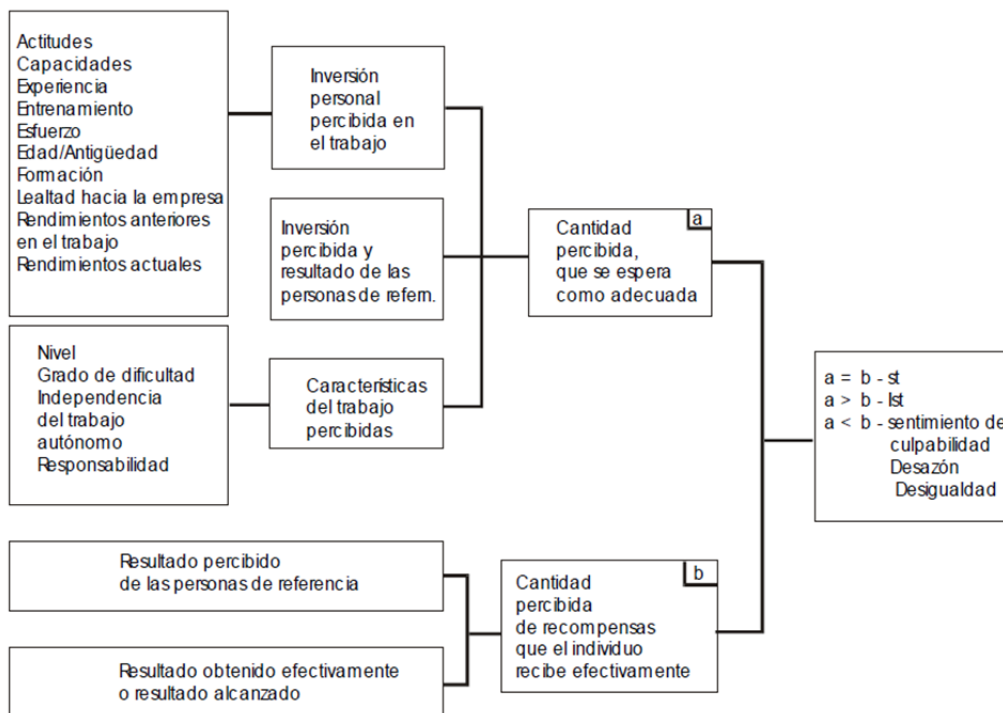 Actitudes
Capacidades
Experiencia
Entrenamiento
Esfuerzo
Edad/Antigüedad
Formación
Lealtad hacia la empresa
Rendimientos anteriores
en el trabajo
Rendimientos actuales
Inversión
personal
percibida en
el trabajo
Inversión
percibida y
resultado de las
personas de refern.
Nivel
Grado de dificultad
Independencia
del trabajo
autónomo
Responsabilidad
Características
del trabajo
percibidas
a
Cantidad
percibida,
que se espera
como adecuada
Resultado percibido
de las personas de referencia
Resultado obtenido efectivamente
o resultado alcanzado
b
Cantidad
percibida
de recompensas
que el individuo
recibe efectivamente
a = b - st
a > b - Ist
a < b - sentimiento de
culpabilidad
Desazón
Desigualdad